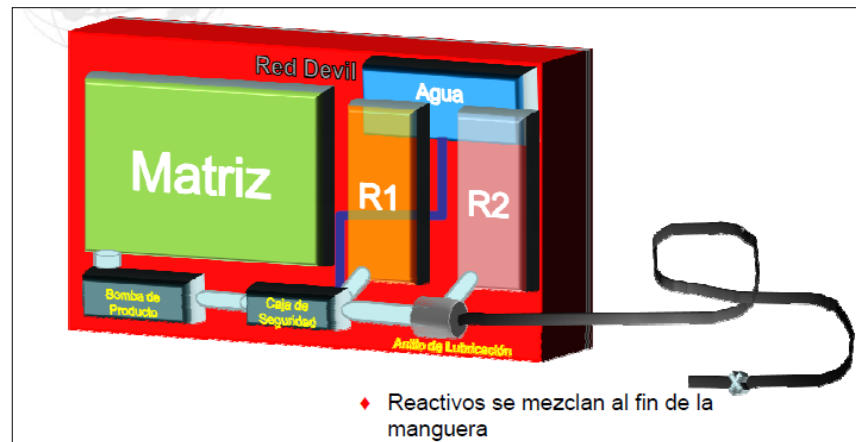 Red Devil
Agua
Matriz
R1
R2
Bomba de
Producto
Caja de
Seguridad
Anillo de Lubricación
♦ Reactivos se mezclan al fin de la
manguera